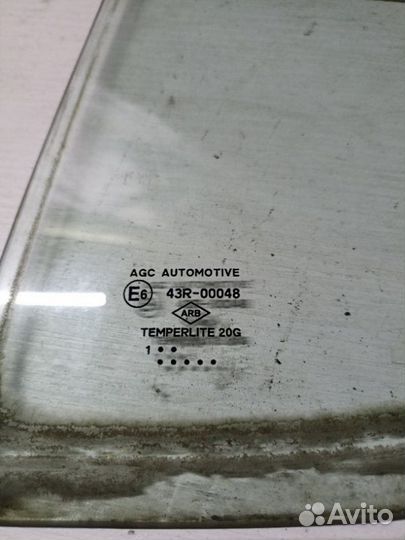 AGC AUTOMOTIVE
E6 43R-00048
ARB
TEMPERLITE 20G
1 ••
•••••
Avito